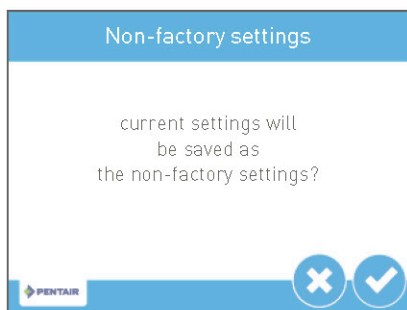 Non-factory settings
current settings will
be saved as
the non-factory settings?
PENTAIR